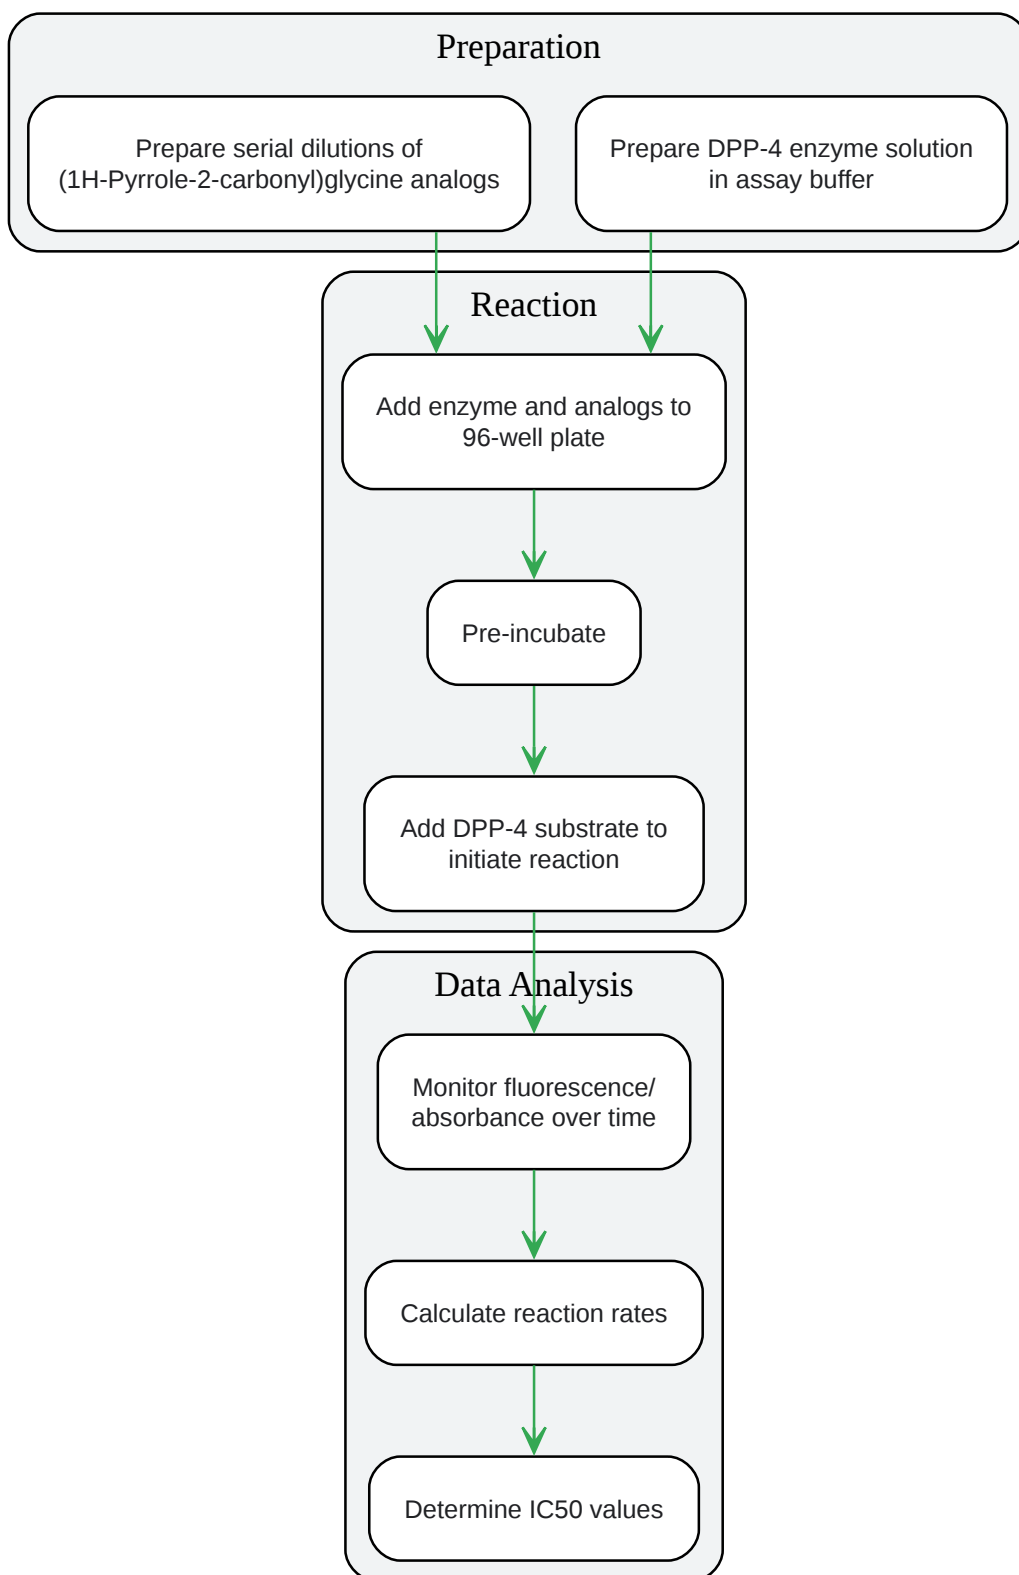 Preparation
Prepare serial dilutions of
(1H-Pyrrole-2-carbonyl)glycine analogs
Prepare DPP-4 enzyme solution
in assay buffer
Reaction
Add enzyme and analogs to
96-well plate
Pre-incubate
Add DPP-4 substrate to
initiate reaction
Data Analysis
Monitor fluorescence/
absorbance over time
Calculate reaction rates
Determine IC50 values